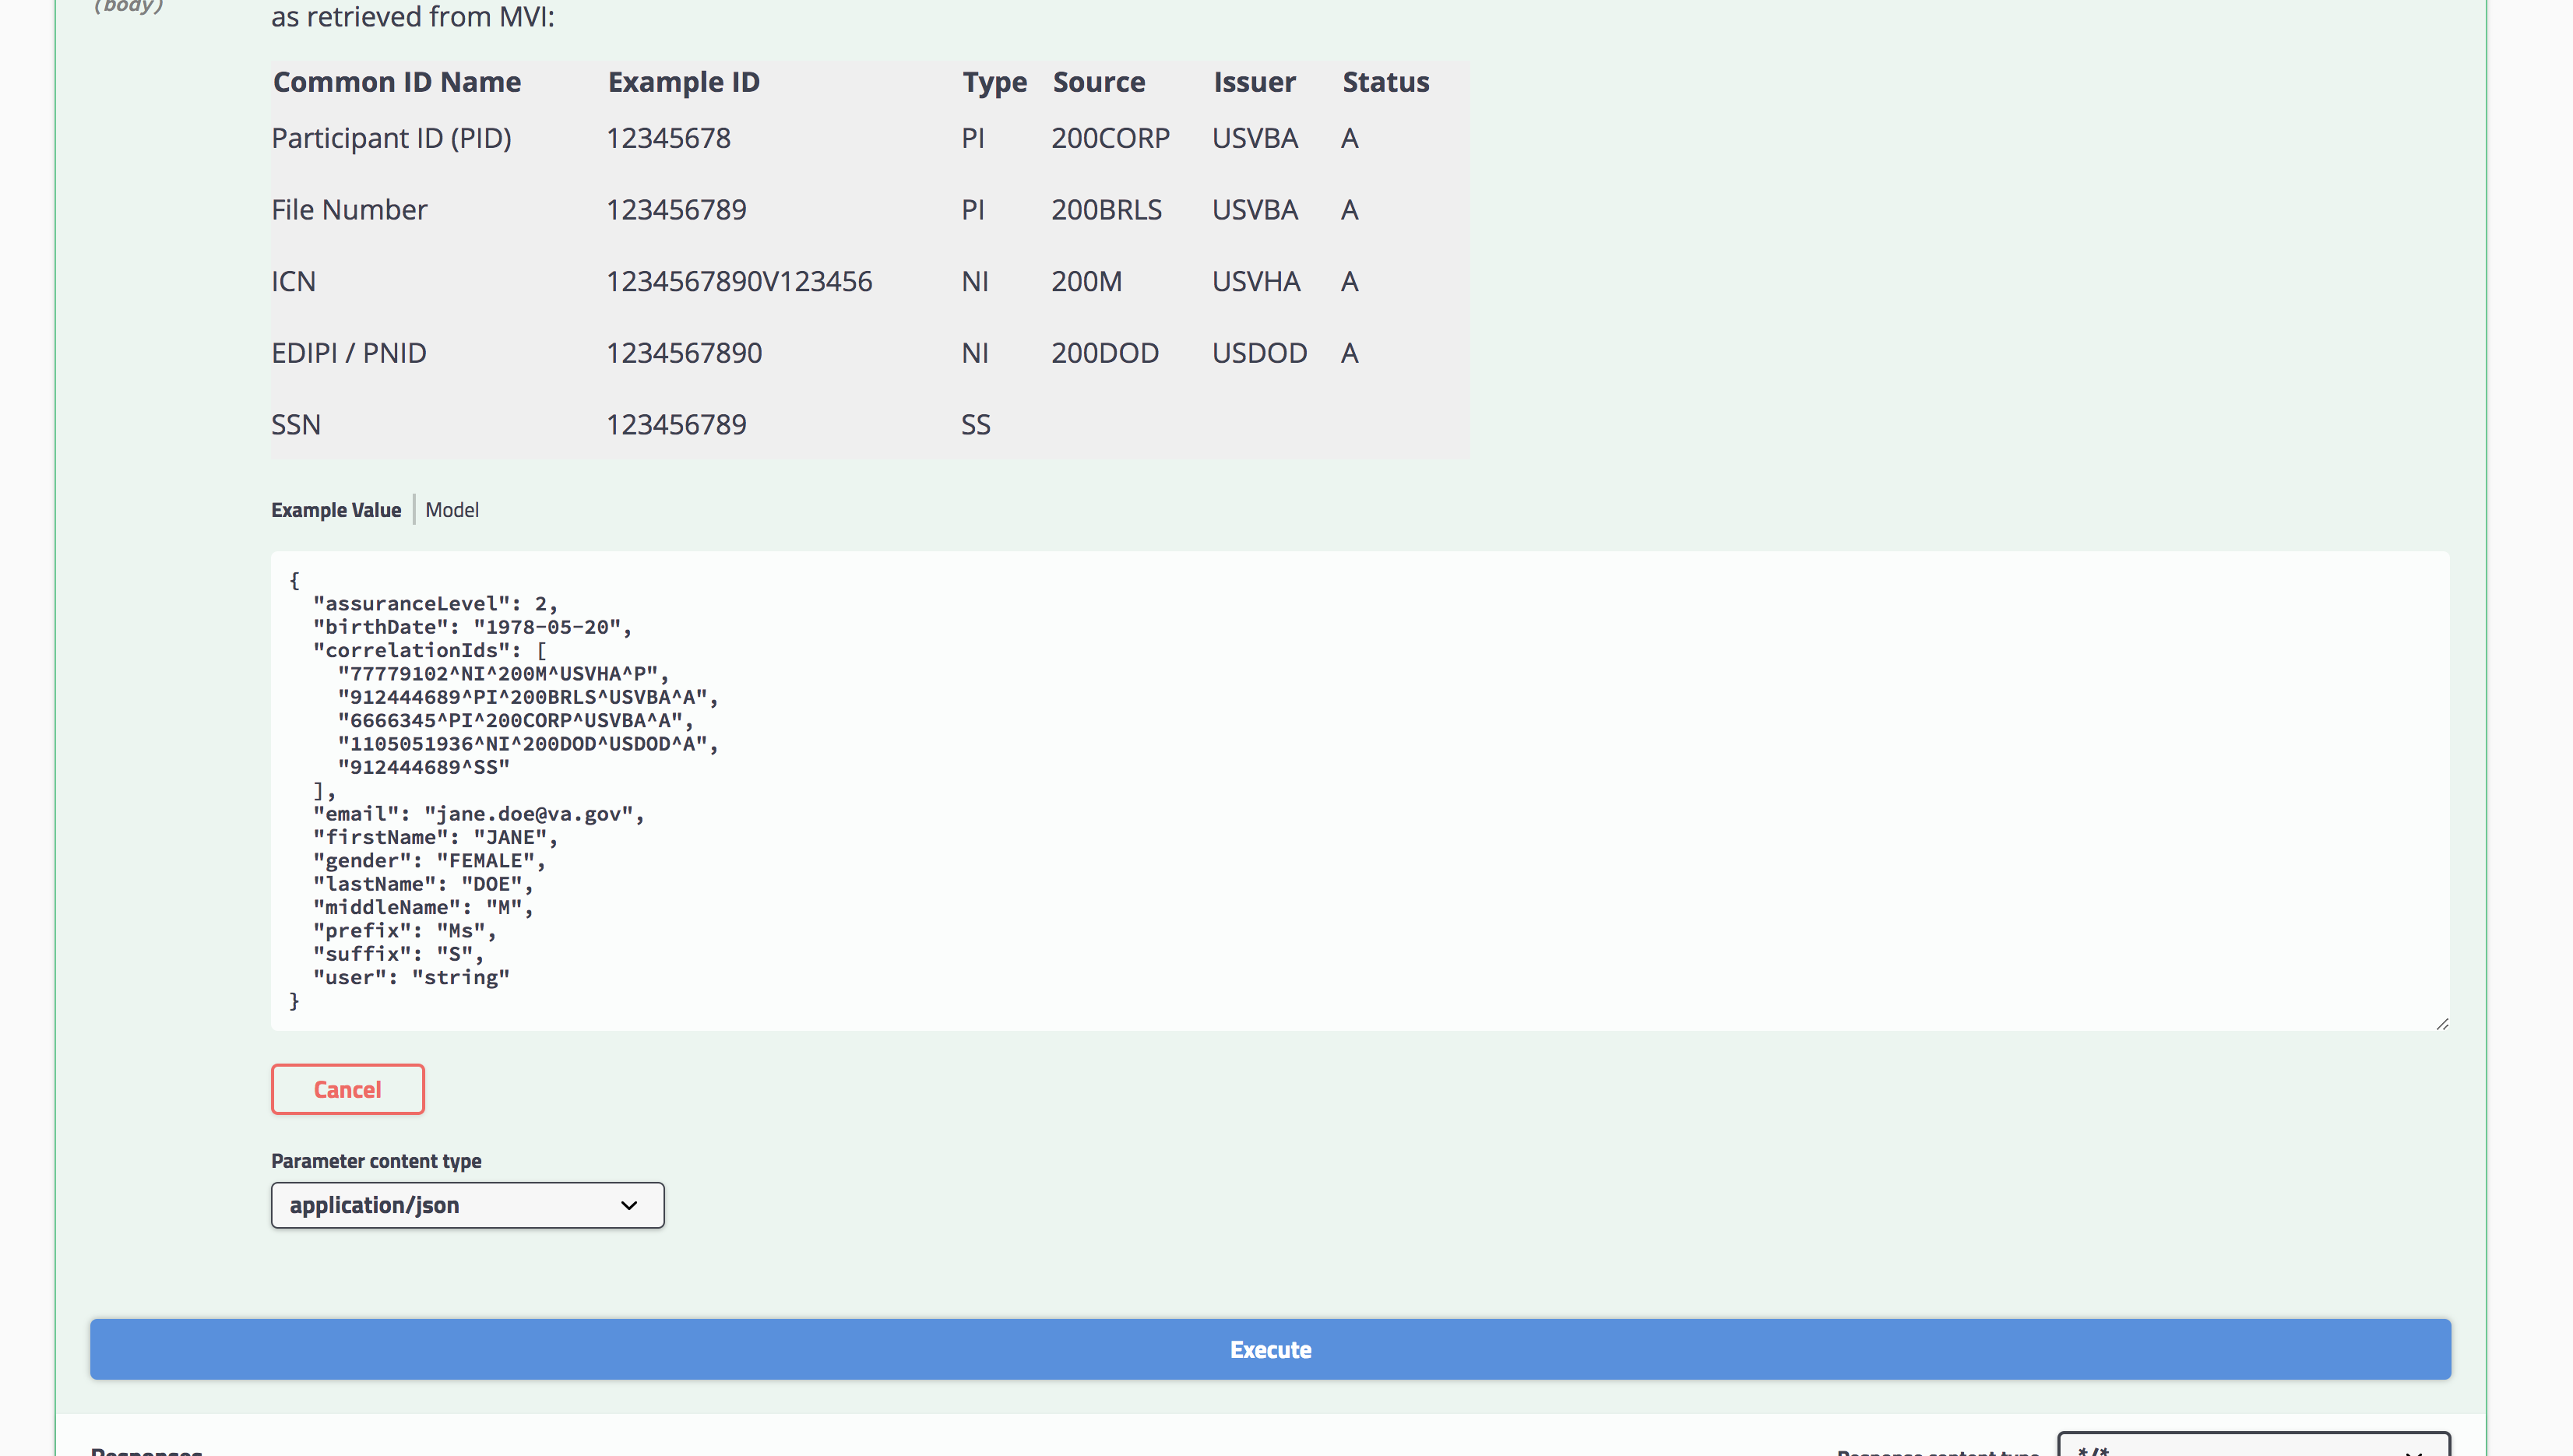 (body)
as retrieved from MVI:
Common ID Name Example ID Type Source Issuer Status
Participant ID (PID) 12345678 PI 200CORP USVBA A
File Number 123456789 PI 200BRLS USVBA A
ICN 1234567890V123456 NI 200M USVHA A
EDIPI / PNID 1234567890 NI 200DOD USDOD A
SSN 123456789 SS
Example Value Model
{
"assuranceLevel": 2,
"birthDate": "1978-05-20",
"correlationIds": [
"77779102^NI^200M^USVHA^P",
"912444689^PI^200BRLS^USVBA^A",
"6666345^PI^200CORP^USVBA^A",
"1105051936^NI^200DOD^USDOD^A",
"912444689^SS"
],
"email": "jane.doe@va.gov",
"firstName": "JANE",
"gender": "FEMALE",
"lastName": "DOE",
"middleName": "M",
"prefix": "Ms",
"suffix": "S",
"user": "string"
}
Cancel
Parameter content type
application/json
Execute
Responses Response content type */*